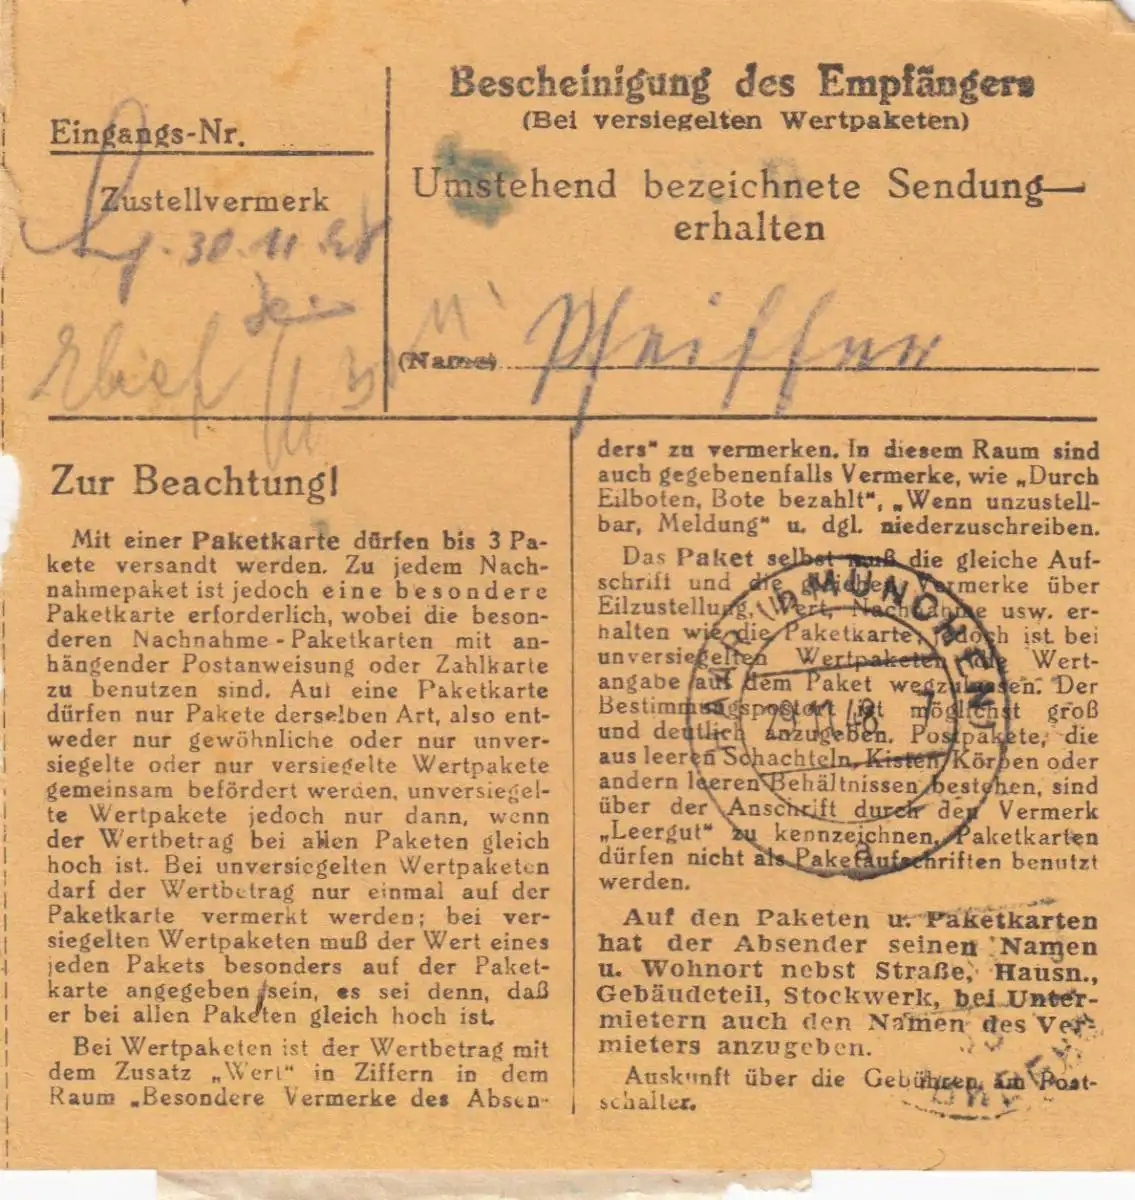 Eingangs-Nr.
Zustellvermerk
30.11.48
Bescheinigung des Empfängers
(Bei versiegelten Wertpaketen)
Umstehend bezeichnete Sendung
erhalten
(Name) Pfeiffer
Zur Beachtung!
Mit einer Paketkarte dürfen bis 3 Pa-
kete versandt werden. Zu jedem Nach-
nahmepaket ist jedoch eine besondere
Paketkarte erforderlich, wobei die beson-
deren Nachnahme-Paketkarten mit an-
hängender Postanweisung oder Zahlkarte
zu benutzen sind. Auf eine Paketkarte
dürfen nur Pakete derselben Art, also ent-
weder nur gewöhnliche oder nur unver-
siegelte oder nur versiegelte Wertpakete
gemeinsam befördert werden, unversiegel-
te Wertpakete jedoch nur dann, wenn
der Wertbetrag bei allen Paketen gleich
hoch ist. Bei unversiegelten Wertpaketen
darf der Wertbetrag nur einmal auf der
Paketkarte vermerkt werden; bei ver-
siegelten Wertpaketen muß der Wert eines
jeden Pakets besonders auf der Paket-
karte angegeben sein, es sei denn, daß
er bei allen Paketen gleich hoch ist.
Bei Wertpaketen ist der Wertbetrag mit
dem Zusatz „Wert“ in Ziffern in dem
Raum „Besondere Vermerke des Absen-
ders“ zu vermerken. In diesem Raum sind
auch gegebenenfalls Vermerke, wie „Durch
Eilboten, Bote bezahlt“, „Wenn unzustell-
bar, Meldung“ u. dgl. niederzuschreiben.
Das Paket selbst muß die gleiche Auf-
schrift und die gleichen Vermerke über
Eilzustellung, Wert, Nachnahme usw. er-
halten wie die Paketkarte, jedoch ist bei
unversiegelten Wertpaketen die Wert-
angabe auf dem Paket wegzulassen. Der
Bestimmungspostort ist möglichst groß
und deutlich anzugeben. Postpakete, die
aus leeren Schachteln, Kisten, Körben oder
andern leeren Behältnissen bestehen, sind
über der Anschrift durch den Vermerk
„Leergut“ zu kennzeichnen. Paketkarten
dürfen nicht als Paketaufschriften benutzt
werden.
Auf den Paketen u. Paketkarten
hat der Absender seinen Namen
u. Wohnort nebst Straße, Hausn.,
Gebäudeteil, Stockwerk, bei Unter-
mietern auch den Namen des Ver-
mieters anzugeben.
Auskunft über die Gebühren am Post-
schalter.
MÜNCHEN
29.11.48
a